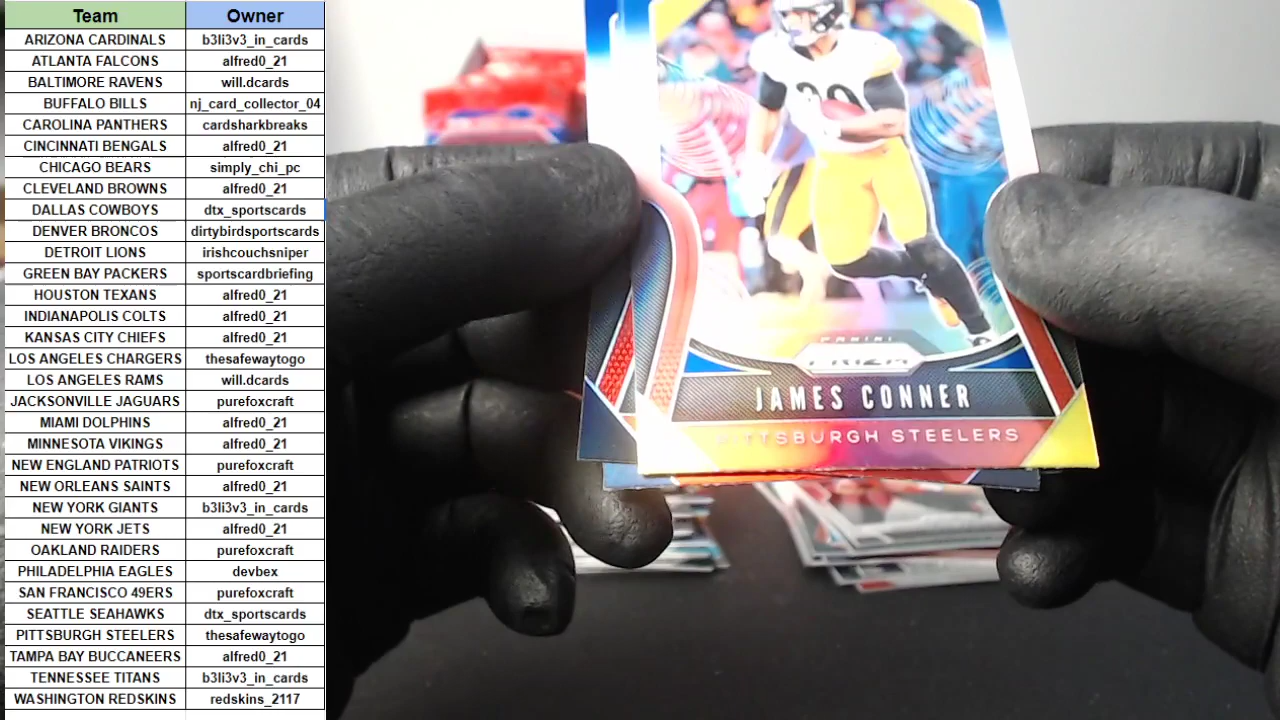 Team Owner
ARIZONA CARDINALS b3li3v3_in_cards
ATLANTA FALCONS alfred0_21
BALTIMORE RAVENS will.dcards
BUFFALO BILLS nj_card_collector_04
CAROLINA PANTHERS cardsharkbreaks
CINCINNATI BENGALS alfred0_21
CHICAGO BEARS simply_chi_pc
CLEVELAND BROWNS alfred0_21
DALLAS COWBOYS dtx_sportscards
DENVER BRONCOS dirtybirdsportscards
DETROIT LIONS irishcouchsniper
GREEN BAY PACKERS sportscardbriefing
HOUSTON TEXANS alfred0_21
INDIANAPOLIS COLTS alfred0_21
KANSAS CITY CHIEFS alfred0_21
LOS ANGELES CHARGERS thesafewaytogo
LOS ANGELES RAMS will.dcards
JACKSONVILLE JAGUARS purefoxcraft
MIAMI DOLPHINS alfred0_21
MINNESOTA VIKINGS alfred0_21
NEW ENGLAND PATRIOTS purefoxcraft
NEW ORLEANS SAINTS alfred0_21
NEW YORK GIANTS b3li3v3_in_cards
NEW YORK JETS alfred0_21
OAKLAND RAIDERS purefoxcraft
PHILADELPHIA EAGLES devbex
SAN FRANCISCO 49ERS purefoxcraft
SEATTLE SEAHAWKS dtx_sportscards
PITTSBURGH STEELERS thesafewaytogo
TAMPA BAY BUCCANEERS alfred0_21
TENNESSEE TITANS b3li3v3_in_cards
WASHINGTON REDSKINS redskins_2117
PANINI
PRIZM
JAMES CONNER
PITTSBURGH STEELERS